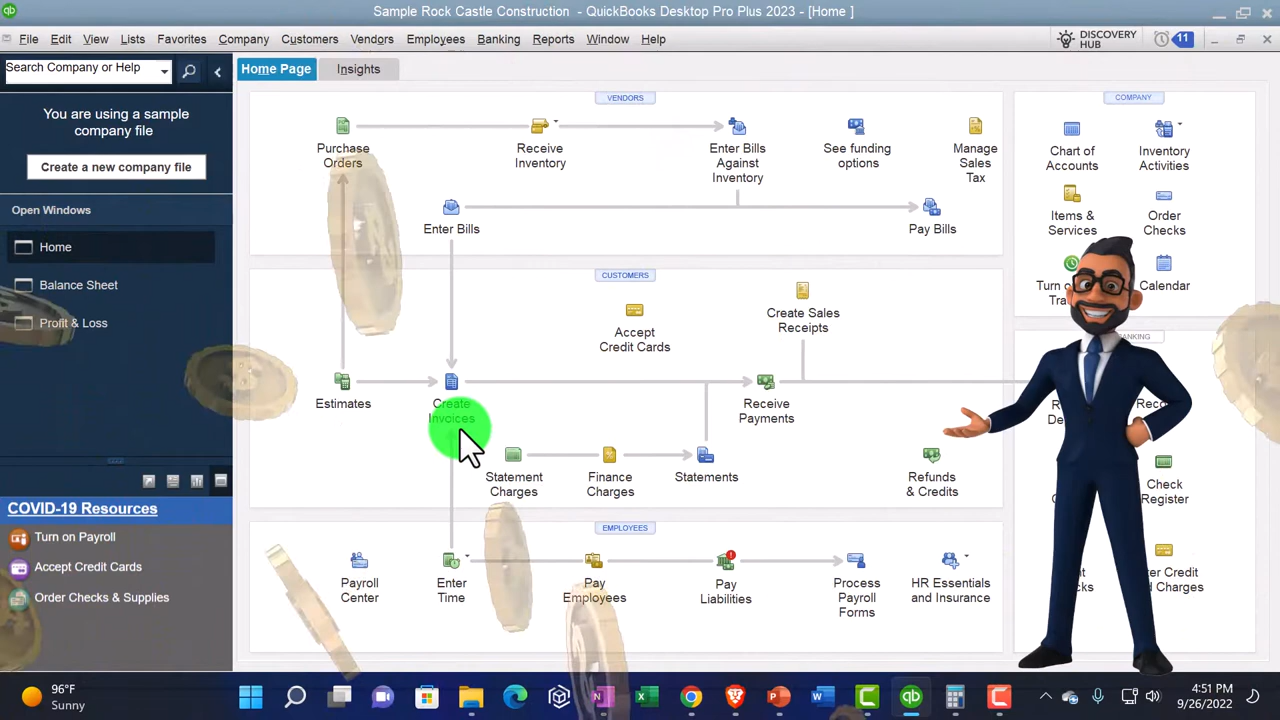 Sample Rock Castle Construction - QuickBooks Desktop Pro Plus 2023 - [Home ]
File Edit View Lists Favorites Company Customers Vendors Employees Banking Reports Window Help
DISCOVERY
HUB
11
Search Company or Help
Home Page
Insights
You are using a sample
company file
Create a new company file
Open Windows
Home
Balance Sheet
Profit & Loss
COVID-19 Resources
Turn on Payroll
Accept Credit Cards
Order Checks & Supplies
VENDORS
Purchase
Orders
Receive
Inventory
Enter Bills
Against
Inventory
See funding
options
Manage
Sales
Tax
Enter Bills
Pay Bills
CUSTOMERS
Accept
Credit Cards
Create Sales
Receipts
Estimates
Create
Invoices
Receive
Payments
Statement
Charges
Finance
Charges
Statements
Refunds
& Credits
EMPLOYEES
Payroll
Center
Enter
Time
Pay
Employees
Pay
Liabilities
Process
Payroll
Forms
HR Essentials
and Insurance
COMPANY
Chart of
Accounts
Inventory
Activities
Items &
Services
Order
Checks
Turn
Calendar
BANKING
Check
Register
96°F
Sunny
4:51 PM
9/26/2022